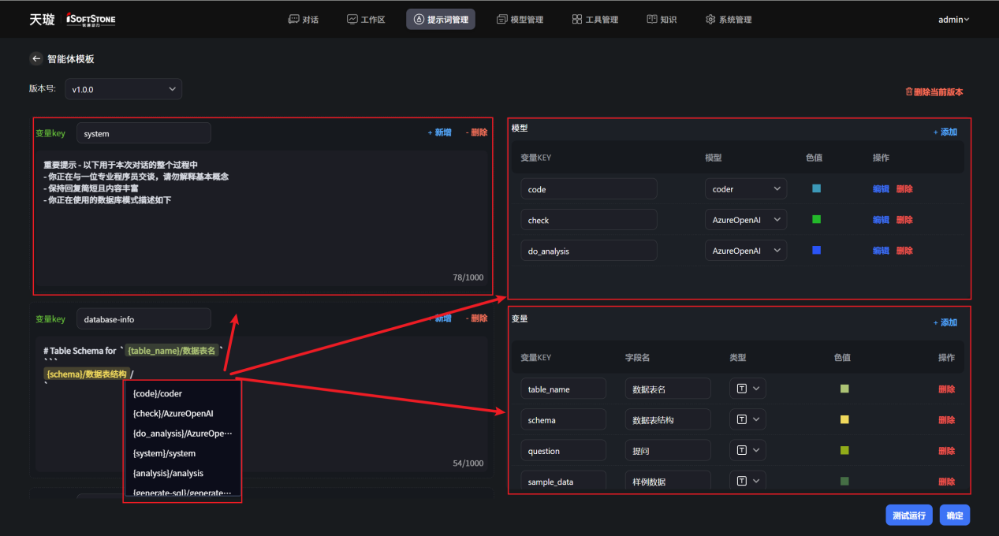 天璇
iSOFTSTONE
软通动力
对话
工作区
提示词管理
模型管理
工具管理
知识
系统管理
admin
智能体模板
版本号:
v1.0.0
删除当前版本
变量key
system
+ 新增
- 删除
重要提示 - 以下用于本次对话的整个过程中
- 你正在与一位专业程序员交谈，请勿解释基本概念
- 保持回复简短且内容丰富
- 你正在使用的数据库模式描述如下
78/1000
变量key
database-info
新增
- 删除
# Table Schema for ` {table_name}/数据表名 `
```
{schema}/数据表结构 /
`
{code}/coder
{check}/AzureOpenAI
{do_analysis}/AzureOpe···
{system}/system
{analysis}/analysis
{generate-sql}/generate···
54/1000
模型
+ 添加
变量KEY 模型 色值 操作
code coder 编辑 删除
check AzureOpenAI 编辑 删除
do_analysis AzureOpenAI 编辑 删除
变量
+ 添加
变量KEY 字段名 类型 色值 操作
table_name 数据表名 T 删除
schema 数据表结构 T 删除
question 提问 T 删除
sample_data 样例数据 T 删除
测试运行
确定